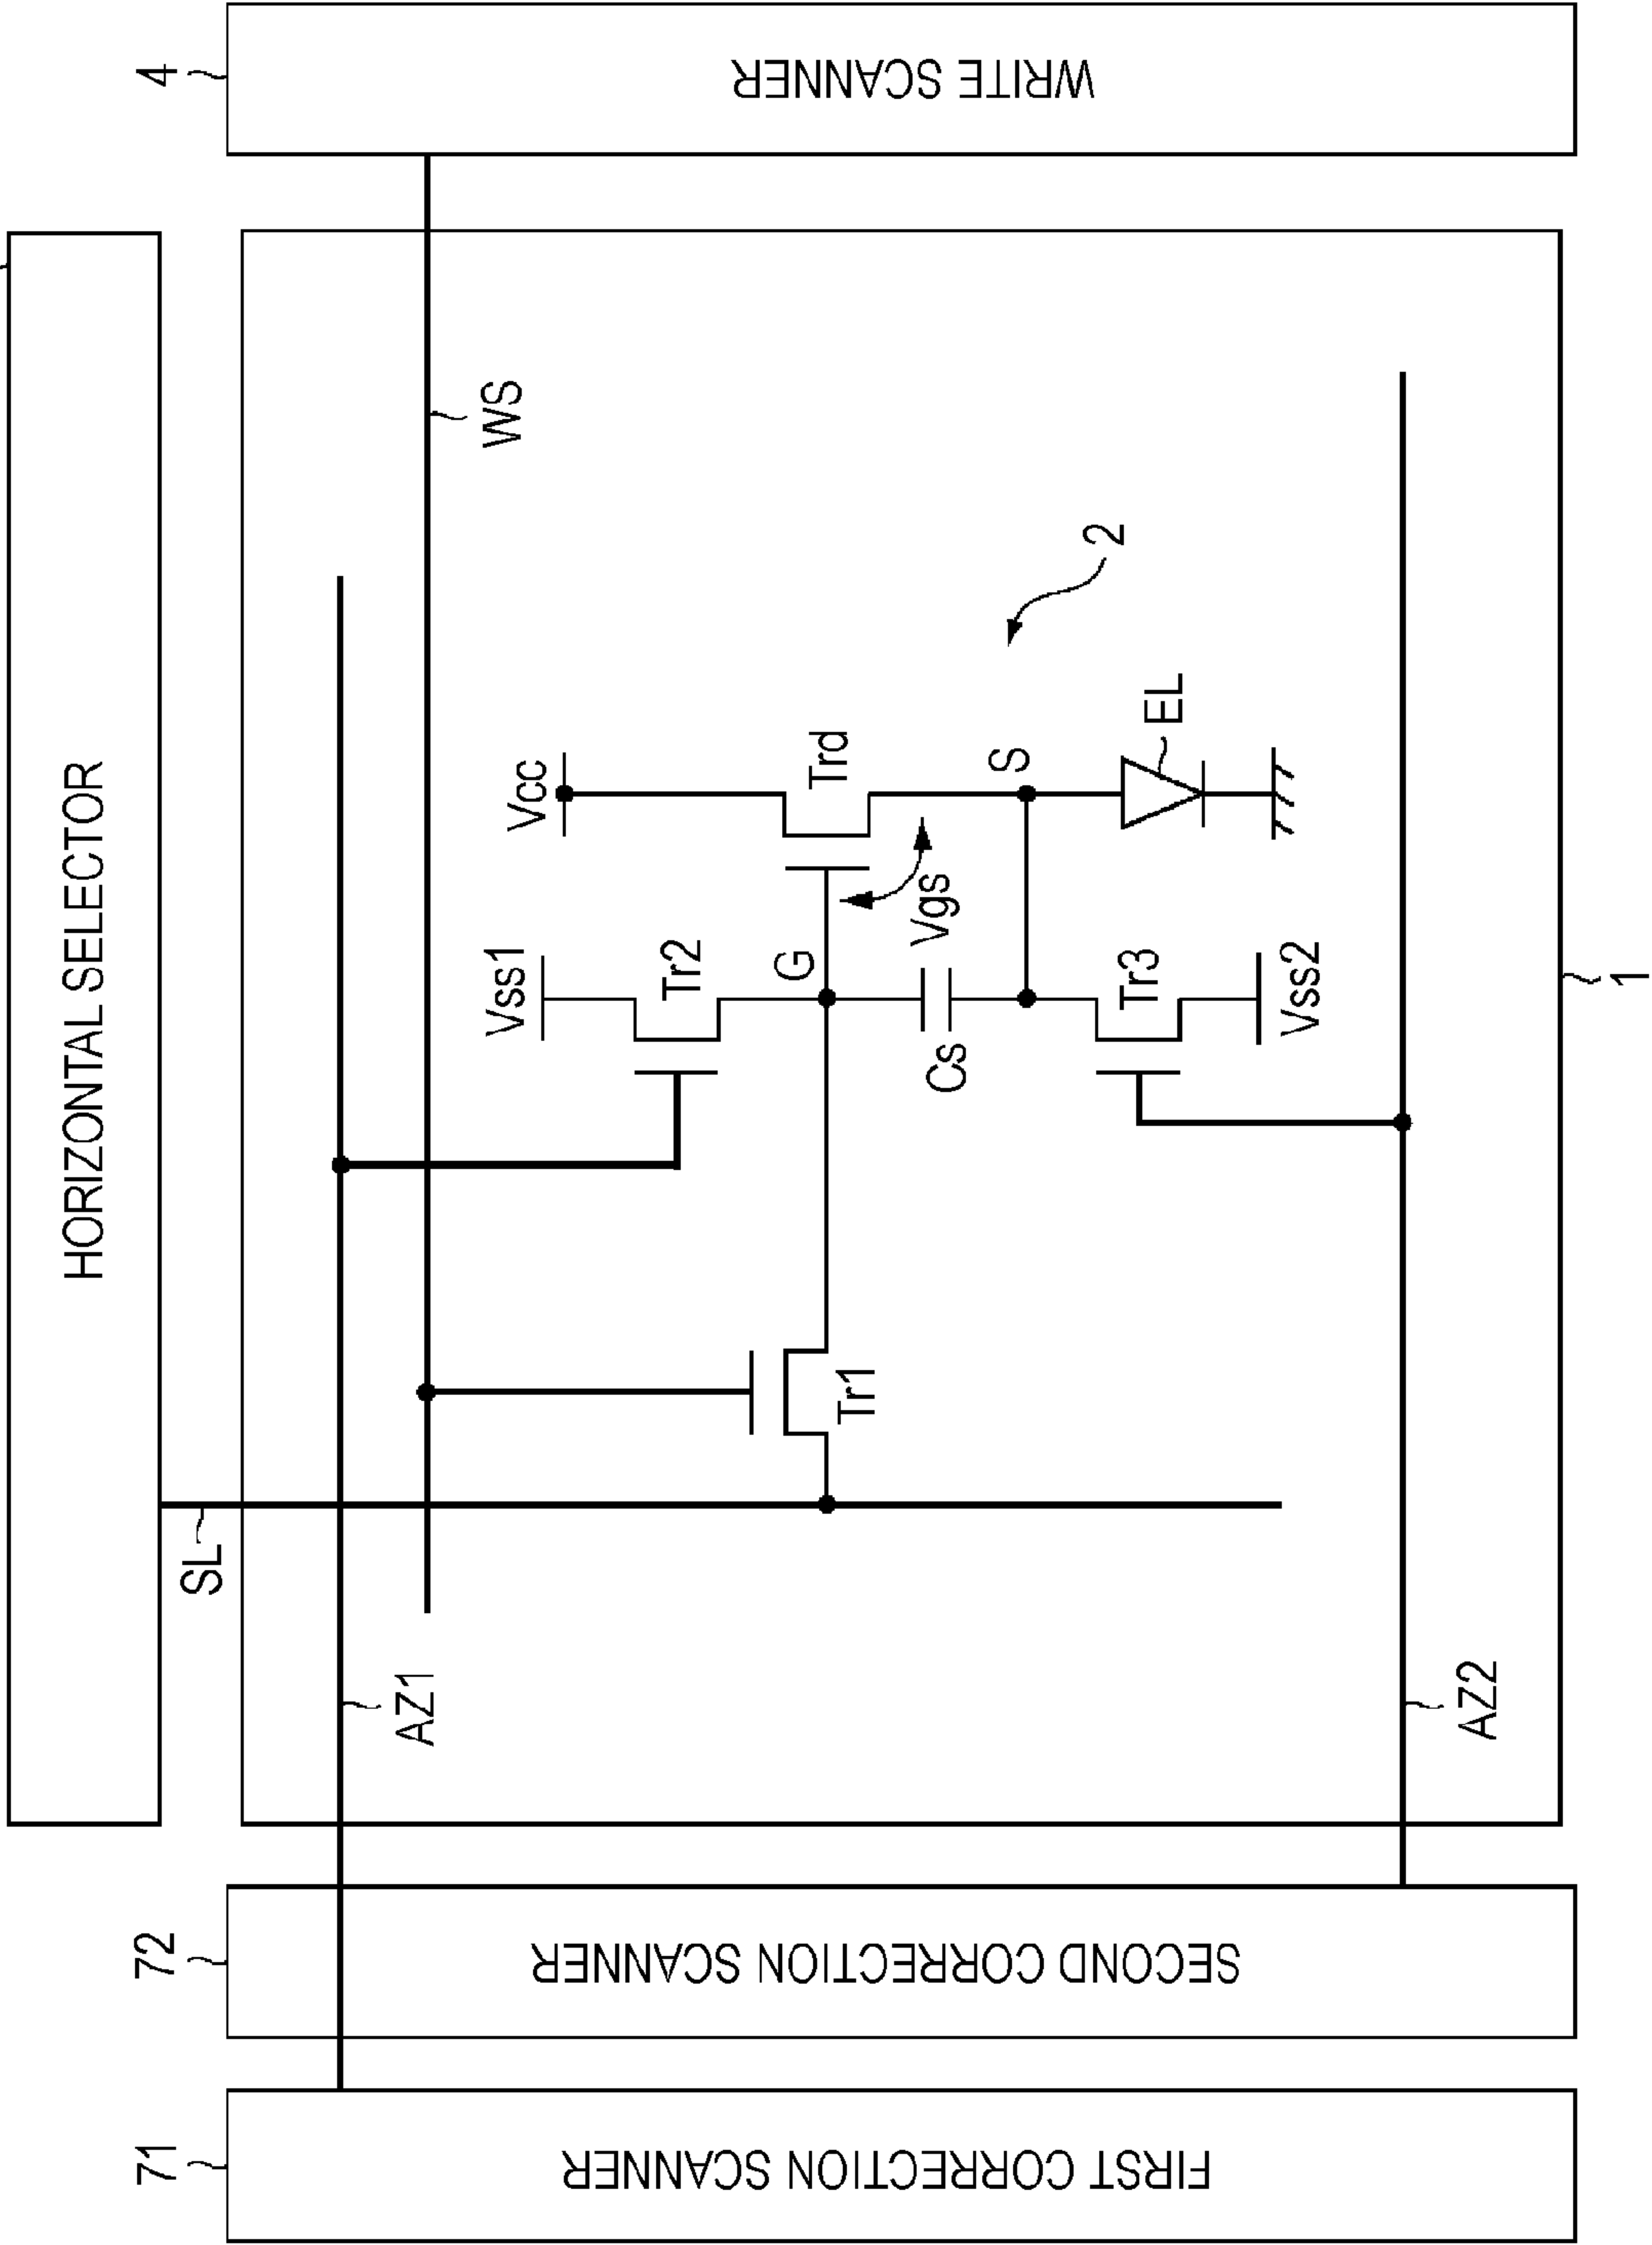 HORIZONTAL SELECTOR
71
72
4
SL
FIRST CORRECTION SCANNER
SECOND CORRECTION SCANNER
WRITE SCANNER
AZ1
WS
Vss1
Vcc
Tr2
Trd
Tr1
G
Vgs
Cs
S
2
Tr3
EL
Vss2
AZ2
1